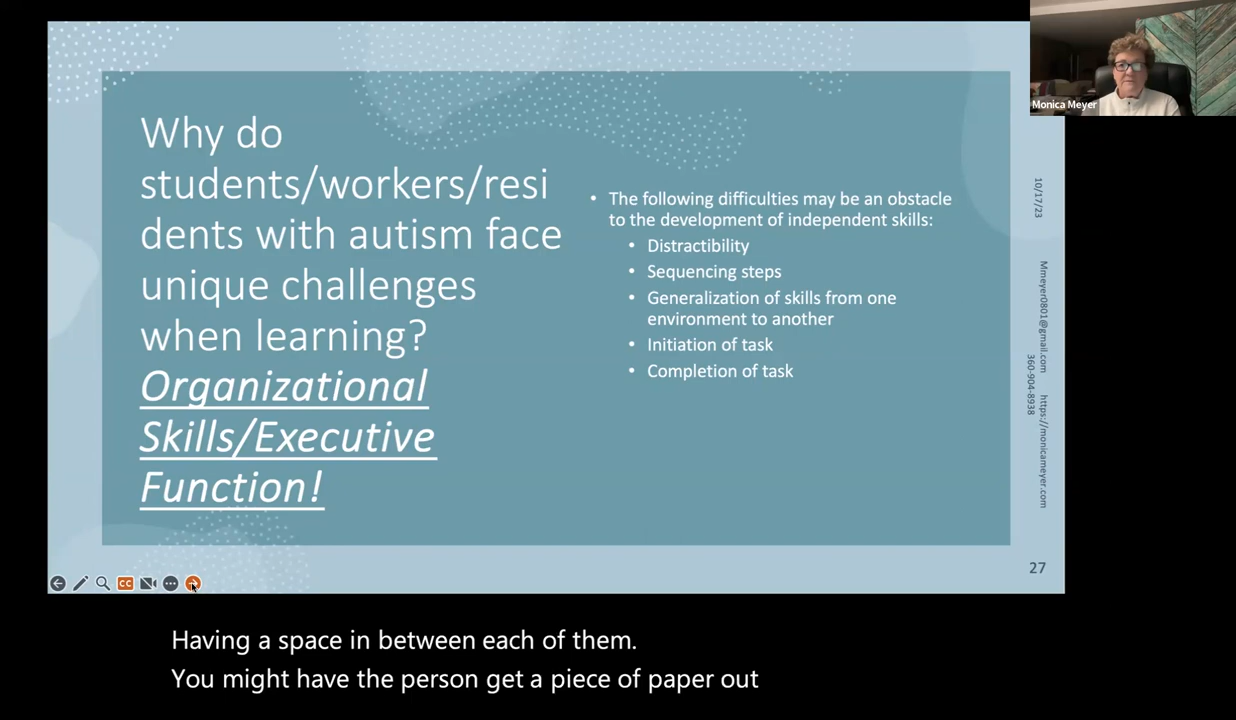 Why do
students/workers/resi
dents with autism face
unique challenges
when learning?
Organizational
Skills/Executive
Function!
• The following difficulties may be an obstacle
to the development of independent skills:
• Distractibility
• Sequencing steps
• Generalization of skills from one
environment to another
• Initiation of task
• Completion of task
10/17/23
Mmeyer0801@gmail.com https://monicameyer.com
360-904-8938
27
Monica Meyer
CC
Having a space in between each of them.
You might have the person get a piece of paper out